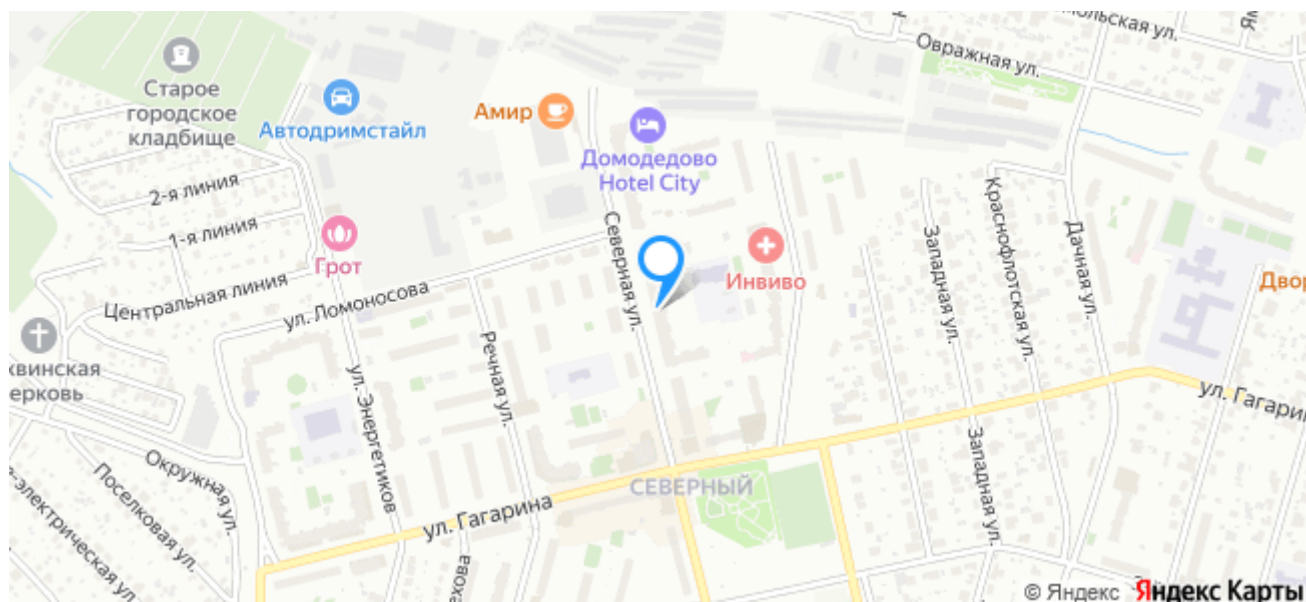 Старое
городское
кладбище
Автодримстайл
Амир
Домодедово
Hotel City
Овражная ул.
2-я линия
1-я линия
Центральная линия
Грот
ул. Ломоносова
Северная ул.
Инвиво
Западная ул.
Краснофлотская ул.
Дачная ул.
Речная ул.
ул. Энергетиков
Окружная ул.
Поселковая ул.
ул. Гагарина
СЕВЕРНЫЙ
Западная ул.
© Яндекс Яндекс Карты